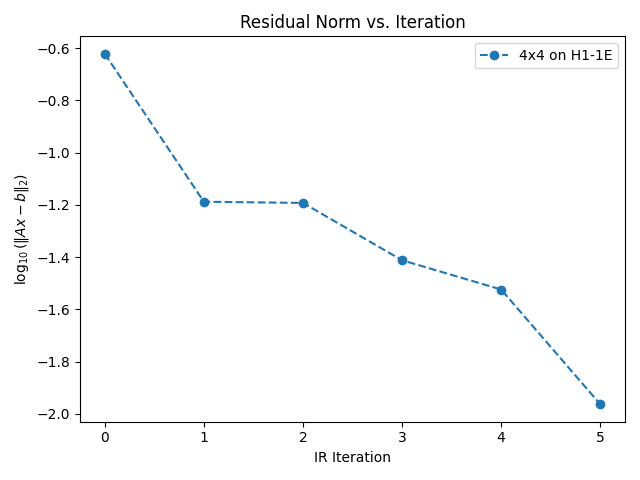 Residual Norm vs. Iteration
4x4 on H1-1E
−0.6
−0.8
−1.0
−1.2
−1.4
−1.6
−1.8
−2.0
log₁₀(‖Ax − b‖₂)
0 1 2 3 4 5
IR Iteration